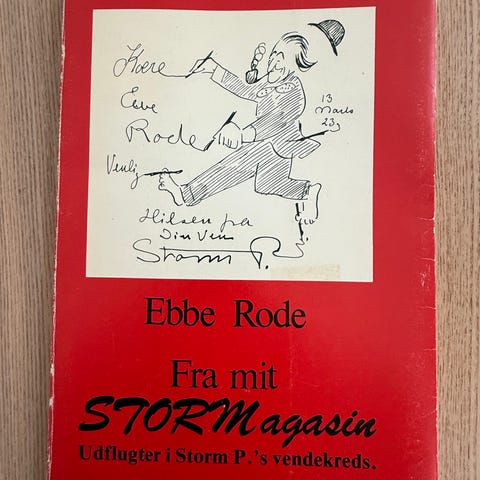 Kære
Ebbe
Rode
Venlig
Hilsen fra
Din Ven
Storm P.
13
Marts
23
Ebbe Rode
Fra mit
STORMagasin
Udflugter i Storm P.'s vendekreds.